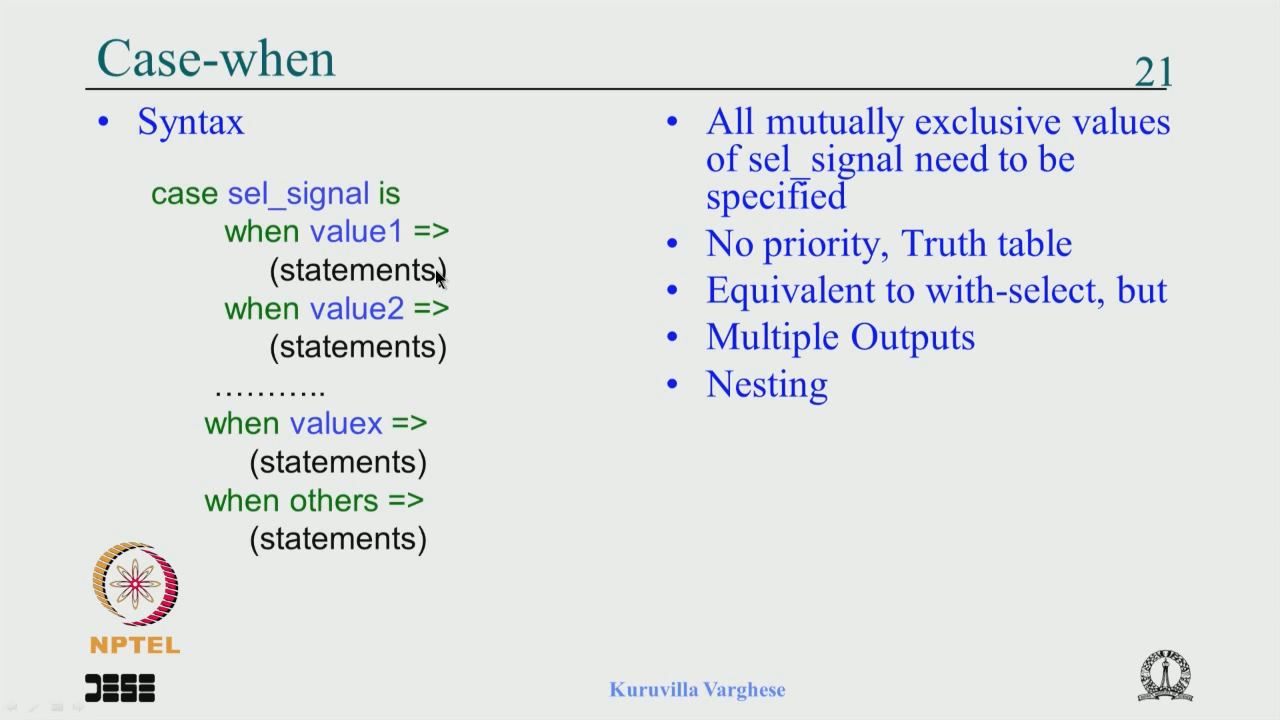 Case-when
21
• Syntax
case sel_signal is
when value1 =>
(statements)
when value2 =>
(statements)
………..
when valuex =>
(statements)
when others =>
(statements)
• All mutually exclusive values
of sel_signal need to be
specified
• No priority, Truth table
• Equivalent to with-select, but
• Multiple Outputs
• Nesting
NPTEL
DESE
Kuruvilla Varghese